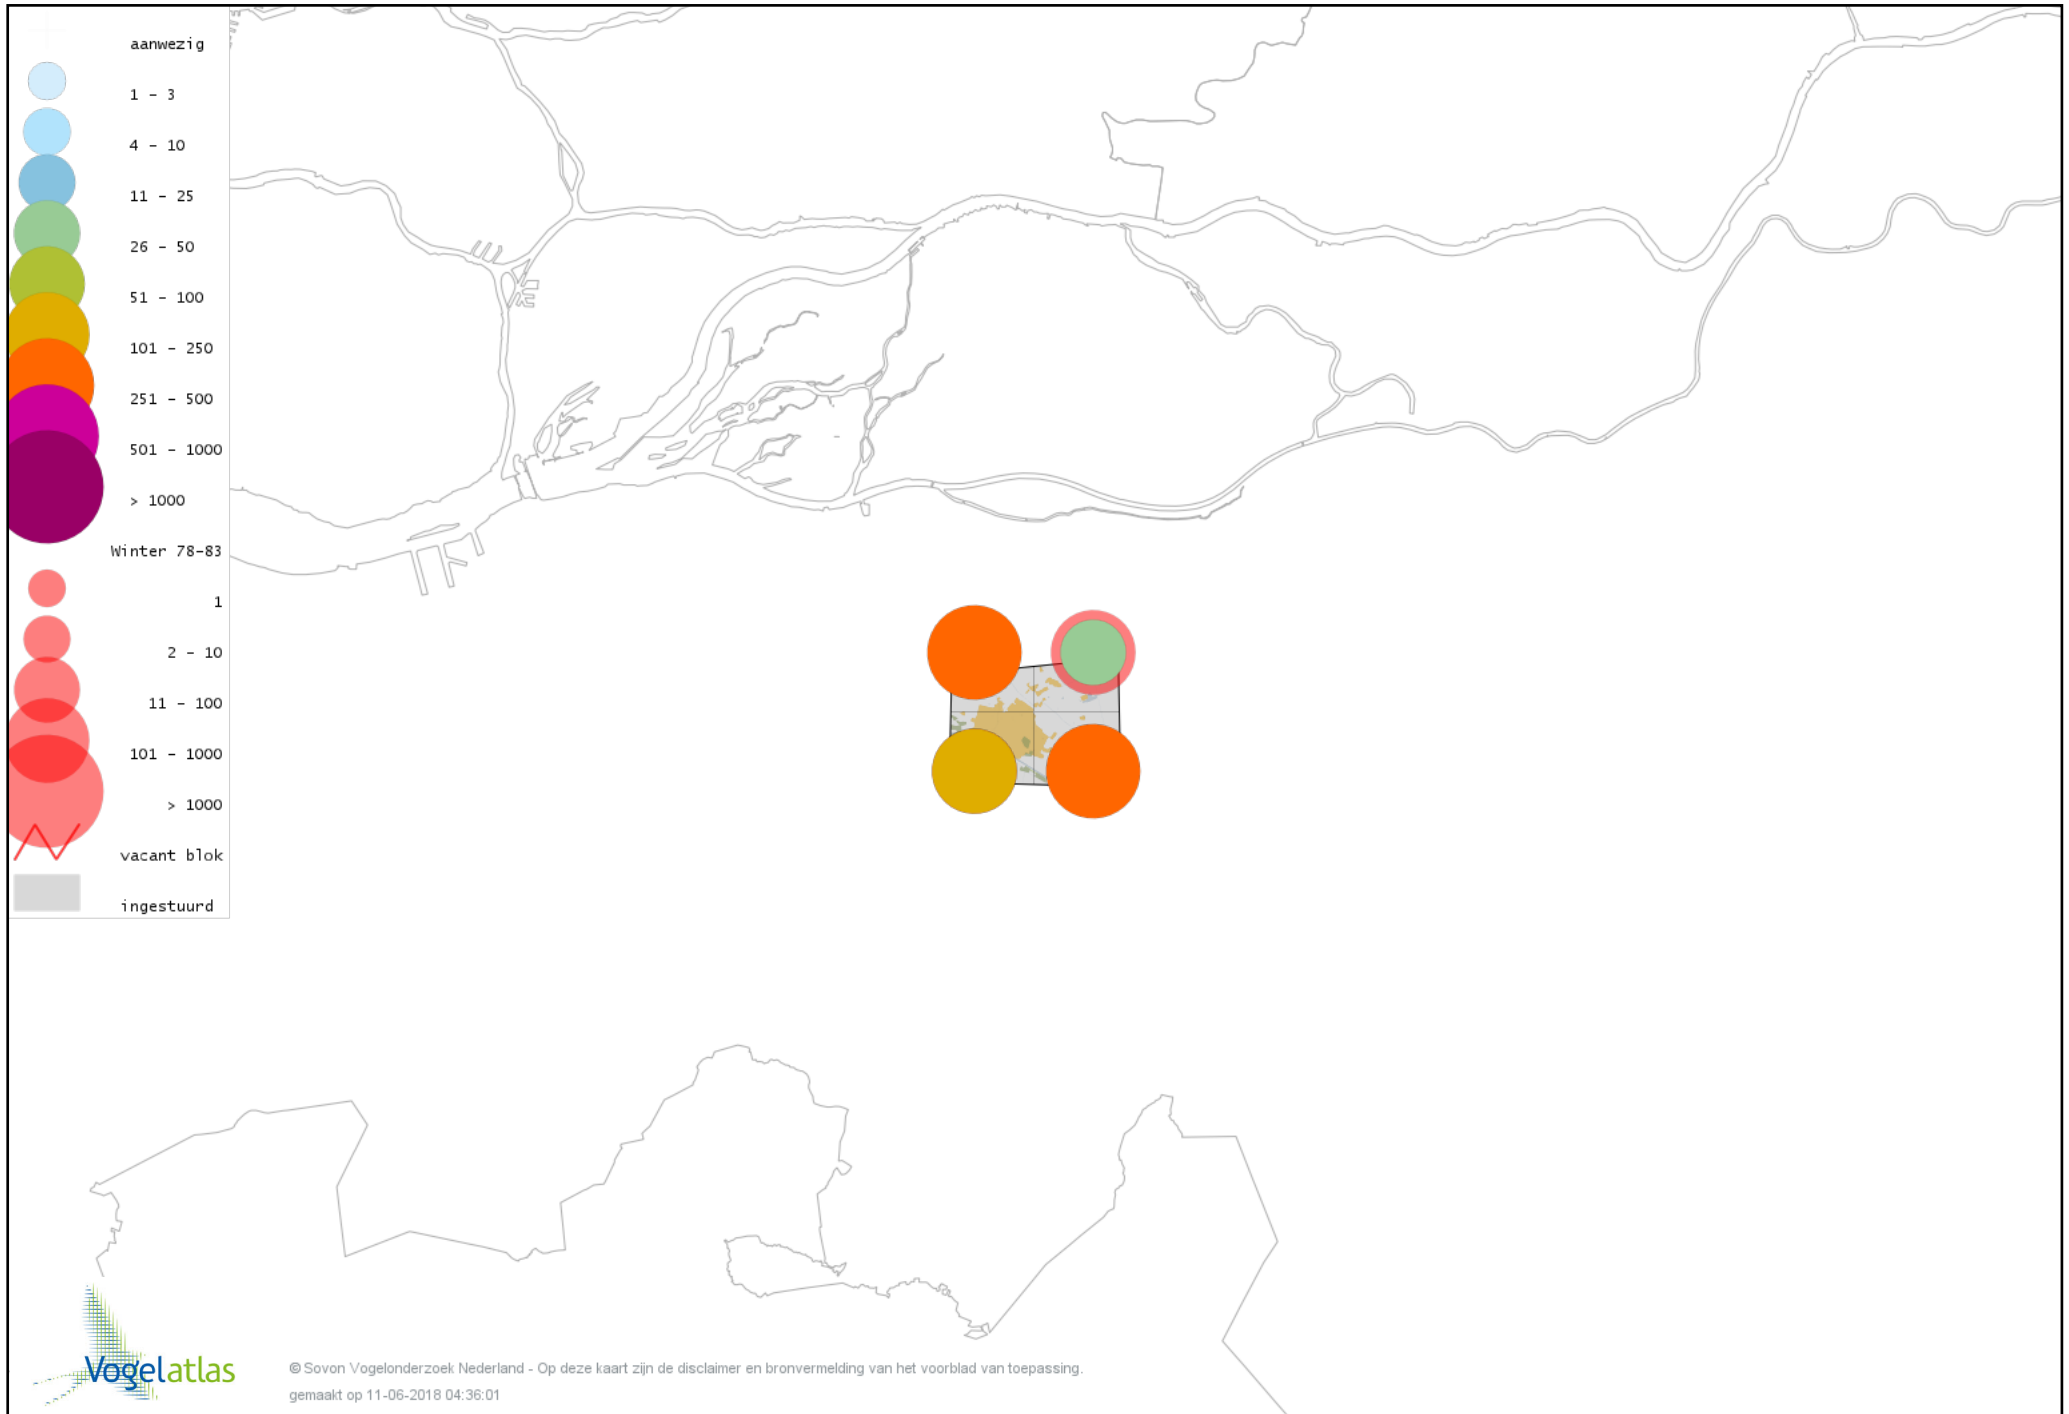 aanwezig
1 - 3
4 - 10
11 - 25
26 - 50
51 - 100
101 - 250
251 - 500
501 - 1000
> 1000
Winter 78-83
1
2 - 10
11 - 100
101 - 1000
> 1000
vacant blok
ingestuurd
Vogelatlas
© Sovon Vogelonderzoek Nederland - Op deze kaart zijn de disclaimer en bronvermelding van het voorblad van toepassing.
gemaakt op 11-06-2018 04:36:01